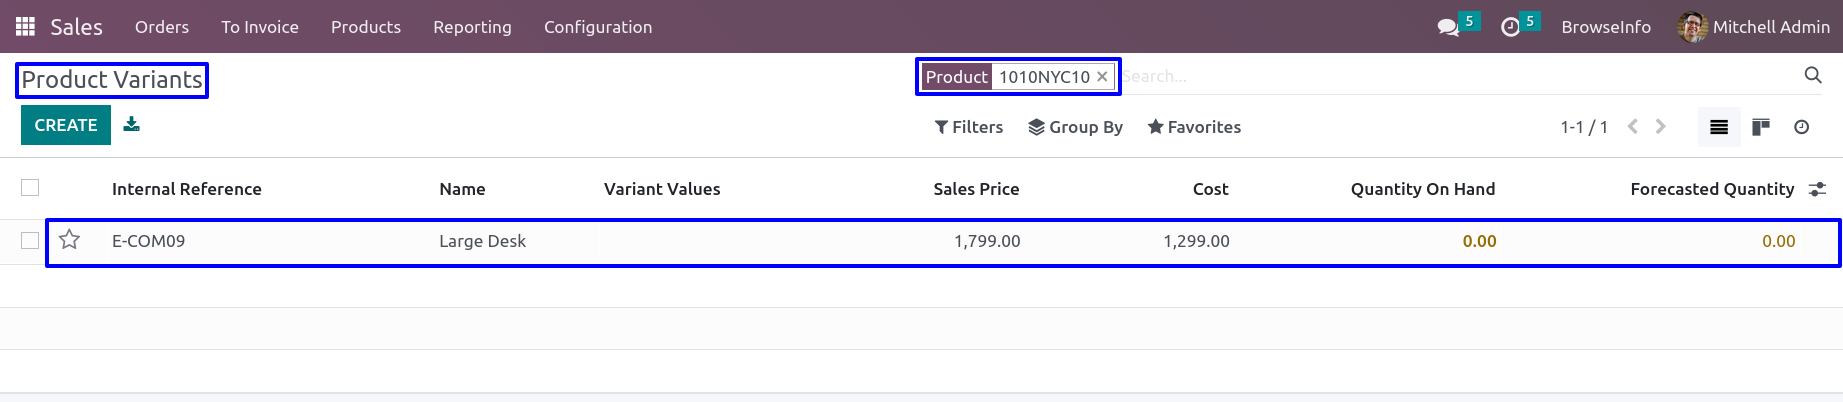 Sales Orders To Invoice Products Reporting Configuration 5 5 BrowseInfo Mitchell Admin
Product Variants Product 1010NYC10 × Search...
CREATE Filters Group By Favorites 1-1 / 1
Internal Reference Name Variant Values Sales Price Cost Quantity On Hand Forecasted Quantity
E-COM09 Large Desk 1,799.00 1,299.00 0.00 0.00